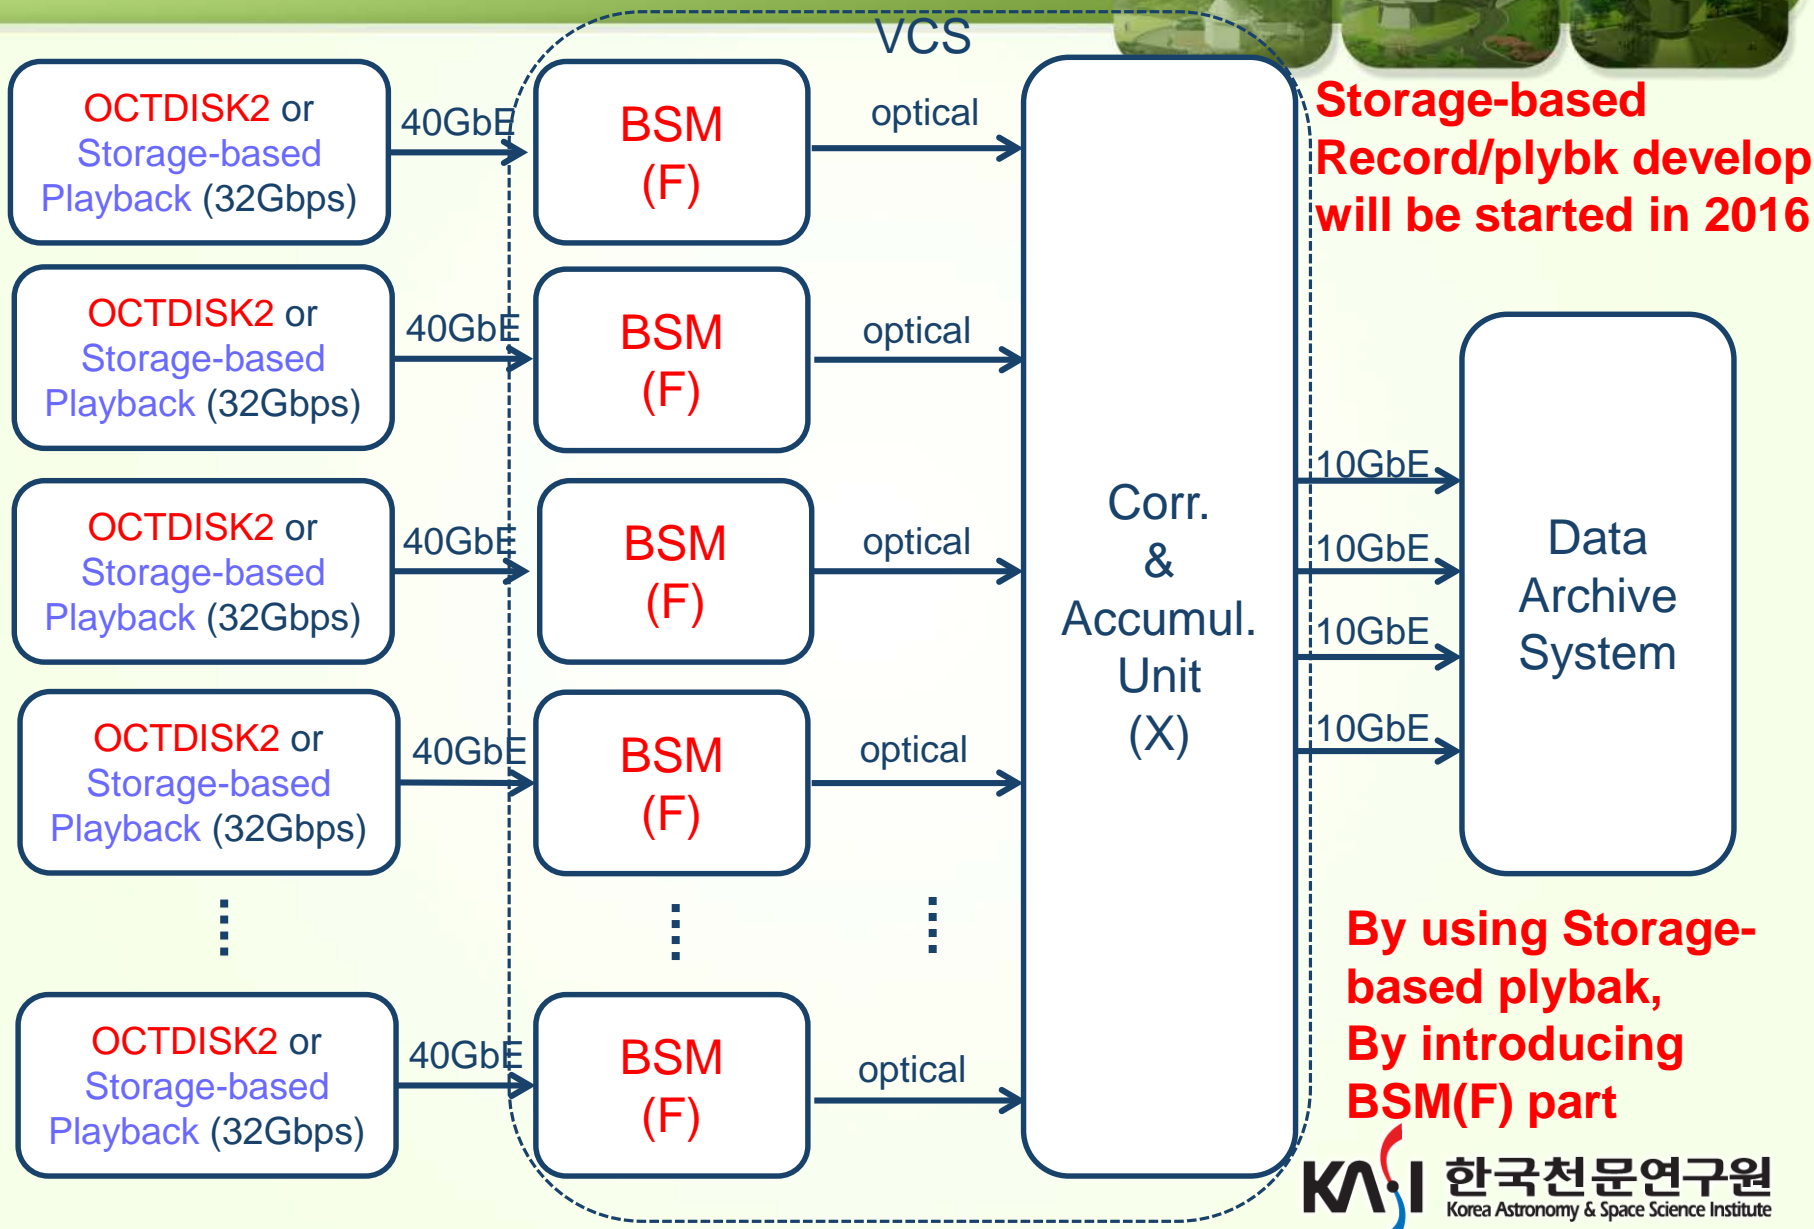 VCS
OCTDISK2 or
Storage-based
Playback (32Gbps)
40GbE
BSM
(F)
optical
OCTDISK2 or
Storage-based
Playback (32Gbps)
40GbE
BSM
(F)
optical
OCTDISK2 or
Storage-based
Playback (32Gbps)
40GbE
BSM
(F)
optical
OCTDISK2 or
Storage-based
Playback (32Gbps)
40GbE
BSM
(F)
optical
OCTDISK2 or
Storage-based
Playback (32Gbps)
40GbE
BSM
(F)
optical
Corr.
&
Accumul.
Unit
(X)
10GbE
10GbE
10GbE
10GbE
Data
Archive
System
Storage-based
Record/plybk develop
will be started in 2016
By using Storage-
based plybak,
By introducing
BSM(F) part
KASI 한국천문연구원
Korea Astronomy & Space Science Institute